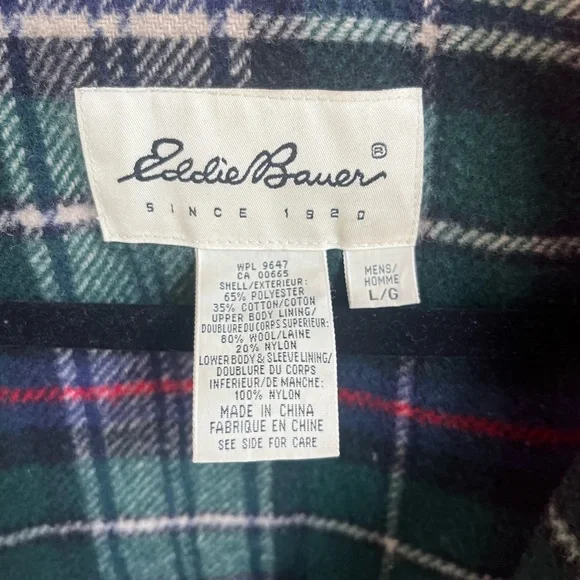 Eddie Bauer®
SINCE 1920
WPL 9647
CA 00665
SHELL/EXTERIEUR:
65% POLYESTER
35% COTTON/COTON
UPPER BODY LINING/
DOUBLURE DU CORPS SUPERIEUR:
80% WOOL/LAINE
20% NYLON
LOWER BODY & SLEEVE LINING/
DOUBLURE DU CORPS
INFERIEUR/DE MANCHE:
100% NYLON
MADE IN CHINA
FABRIQUE EN CHINE
SEE SIDE FOR CARE
MENS/
HOMME
L/G